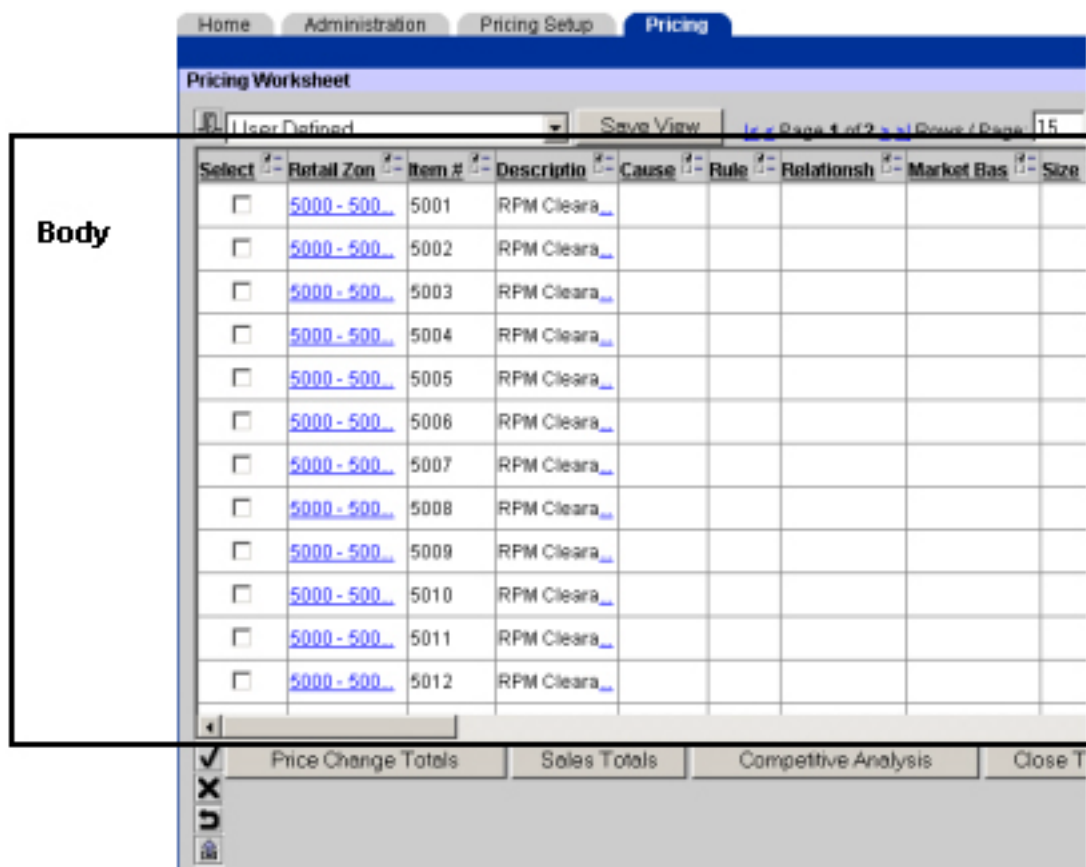 Home Administration Pricing Setup Pricing
Pricing Worksheet
User Defined Save View Page 1 of 2 Rows / Page 15
Select Retail Zon Item # Descriptio Cause Rule Relationsh Market Bas Size
Body
5000 - 500... 5001 RPM Cleara...
5000 - 500... 5002 RPM Cleara...
5000 - 500... 5003 RPM Cleara...
5000 - 500... 5004 RPM Cleara...
5000 - 500... 5005 RPM Cleara...
5000 - 500... 5006 RPM Cleara...
5000 - 500... 5007 RPM Cleara...
5000 - 500... 5008 RPM Cleara...
5000 - 500... 5009 RPM Cleara...
5000 - 500... 5010 RPM Cleara...
5000 - 500... 5011 RPM Cleara...
5000 - 500... 5012 RPM Cleara...
Price Change Totals Sales Totals Competitive Analysis Close T